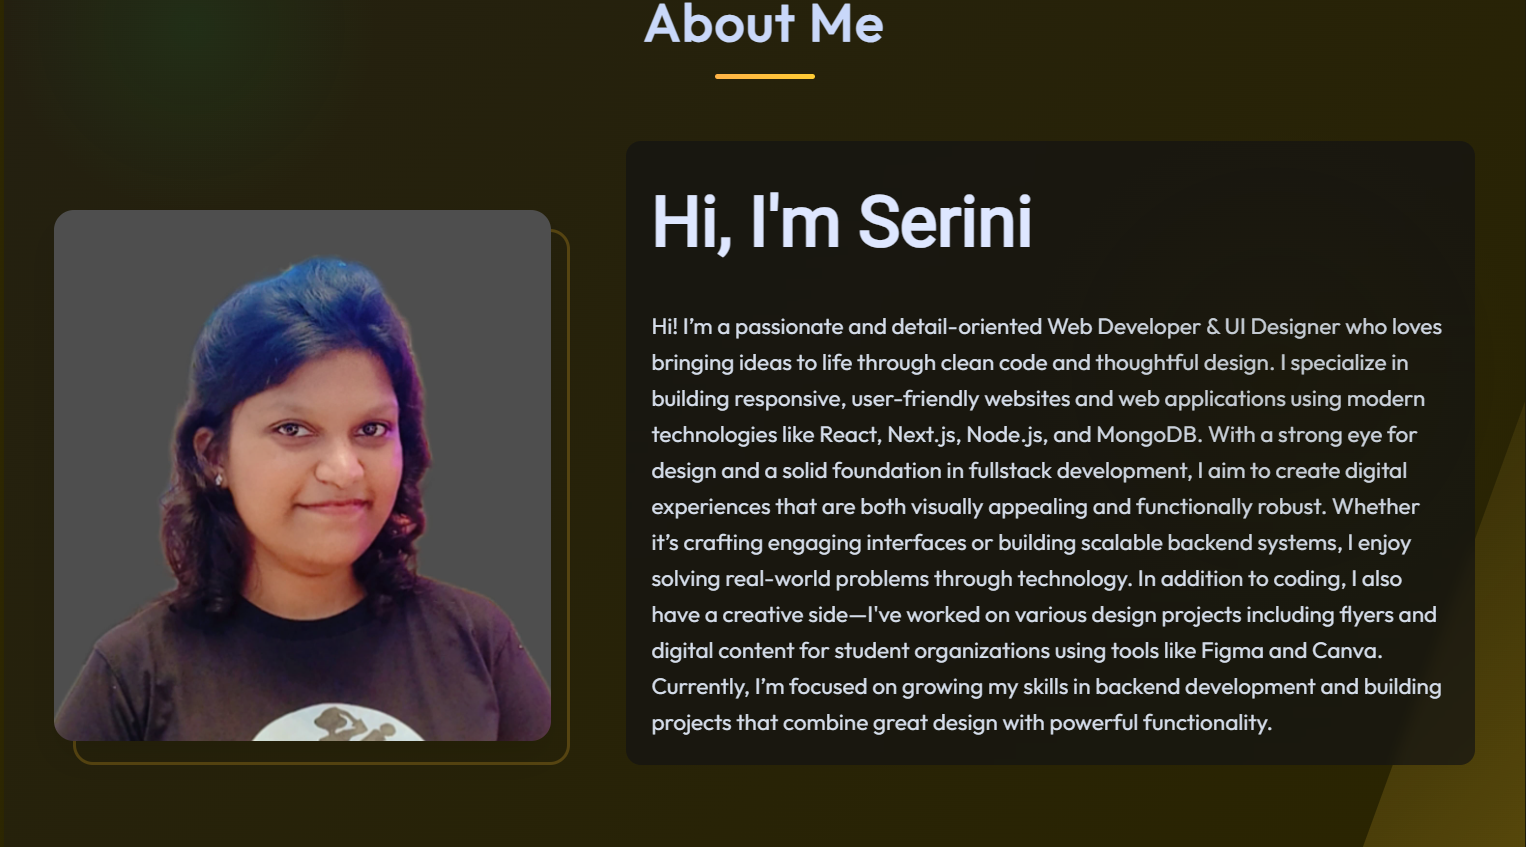 About Me
Hi, I'm Serini
Hi! I’m a passionate and detail-oriented Web Developer & UI Designer who loves
bringing ideas to life through clean code and thoughtful design. I specialize in
building responsive, user-friendly websites and web applications using modern
technologies like React, Next.js, Node.js, and MongoDB. With a strong eye for
design and a solid foundation in fullstack development, I aim to create digital
experiences that are both visually appealing and functionally robust. Whether
it’s crafting engaging interfaces or building scalable backend systems, I enjoy
solving real-world problems through technology. In addition to coding, I also
have a creative side—I've worked on various design projects including flyers and
digital content for student organizations using tools like Figma and Canva.
Currently, I’m focused on growing my skills in backend development and building
projects that combine great design with powerful functionality.